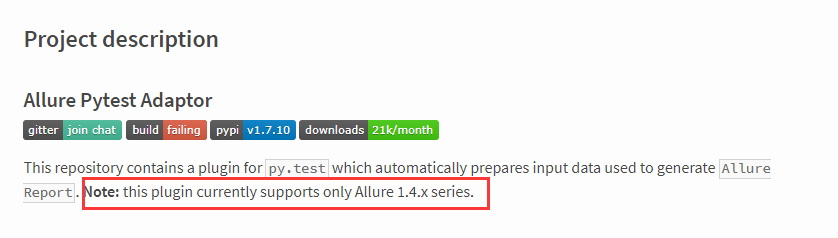 Project description
Allure Pytest Adaptor
gitter join chat build failing pypi v1.7.10 downloads 21k/month
This repository contains a plugin for py.test which automatically prepares input data used to generate Allure
Report. Note: this plugin currently supports only Allure 1.4.x series.